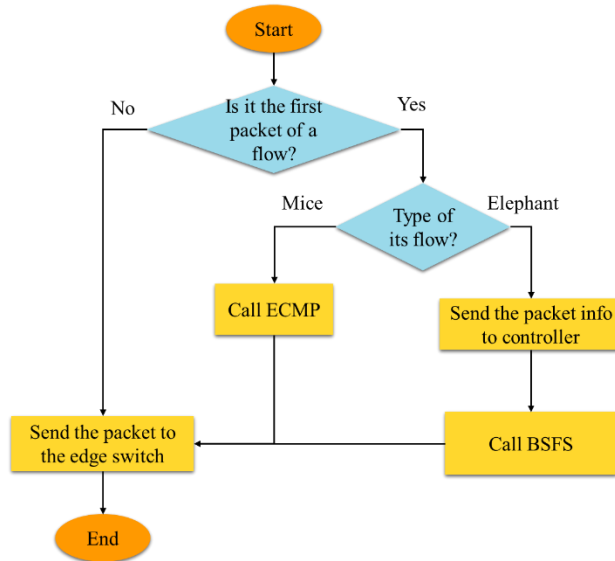 Start
No
Is it the first
packet of a
flow?
Yes
Mice
Type of
its flow?
Elephant
Call ECMP
Send the packet info
to controller
Send the packet to
the edge switch
Call BSFS
End